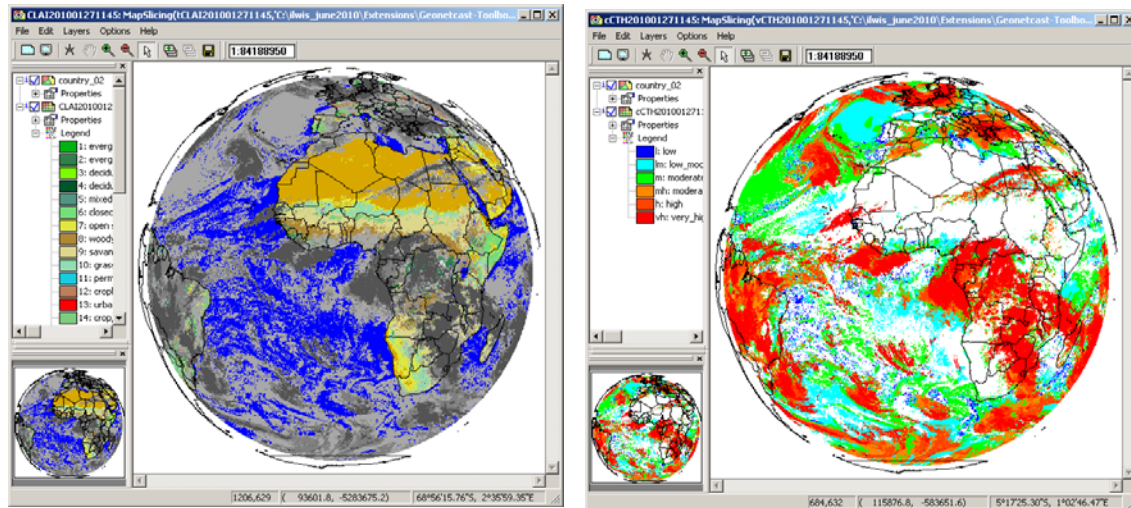 CLAI201001271145: MapSlicing(tCLAI201001271145,'C:\ilwis_june2010\Extensions\Geonetcast-Toolbo...
File Edit Layers Options Help
1:84188950
country_02
Properties
CLAI2010012
Properties
Legend
1: everg
2: everg
3: decidu
4: decidu
5: mixed
6: closed
7: open s
8: woody
9: savan
10: gras
11: perm
12: cropl
13: urba
14: crop,
1206,629 ( 93601.8, -5283675.2) 68°56'15.76"S, 2°35'59.35"E
cCTH201001271145: MapSlicing(vCTH201001271145,'C:\ilwis_june2010\Extensions\Geonetcast-Toolbo...
File Edit Layers Options Help
1:84188950
country_02
Properties
cCTH201001271
Properties
Legend
l: low
lm: low_moc
m: moderate
mh: modera
h: high
vh: very_hig
684,632 ( 115876.8, -583651.6) 5°17'25.30"S, 1°02'46.47"E